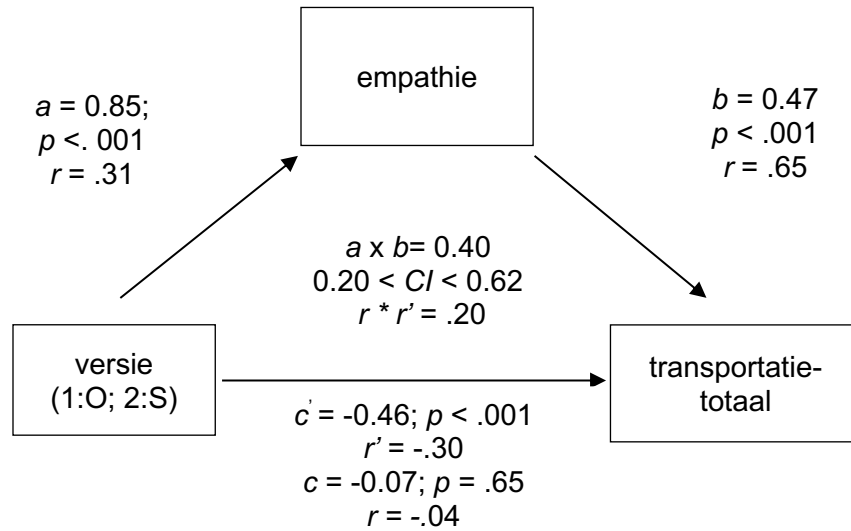 empathie
a = 0.85;
p <. 001
r = .31
b = 0.47
p < .001
r = .65
a x b= 0.40
0.20 < CI < 0.62
r * r’ = .20
versie
(1:O; 2:S)
transportatie-
totaal
c’ = -0.46; p < .001
r’ = -.30
c = -0.07; p = .65
r = -.04